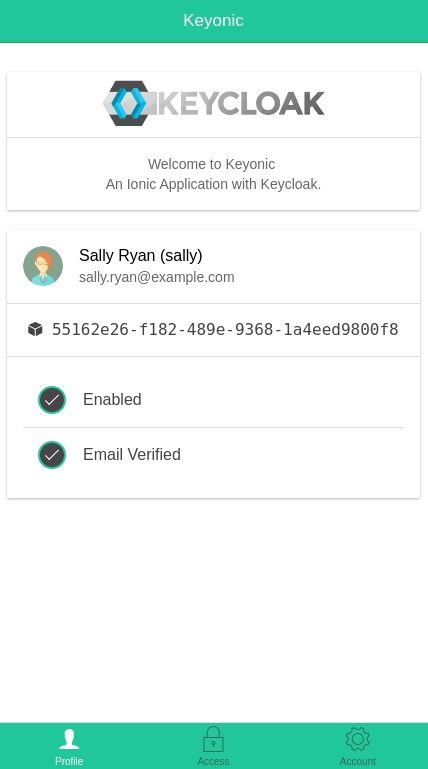 Keyonic
KEYCLOAK
Welcome to Keyonic
An Ionic Application with Keycloak.
Sally Ryan (sally)
sally.ryan@example.com
55162e26-f182-489e-9368-1a4eed9800f8
Enabled
Email Verified
Profile
Access
Account